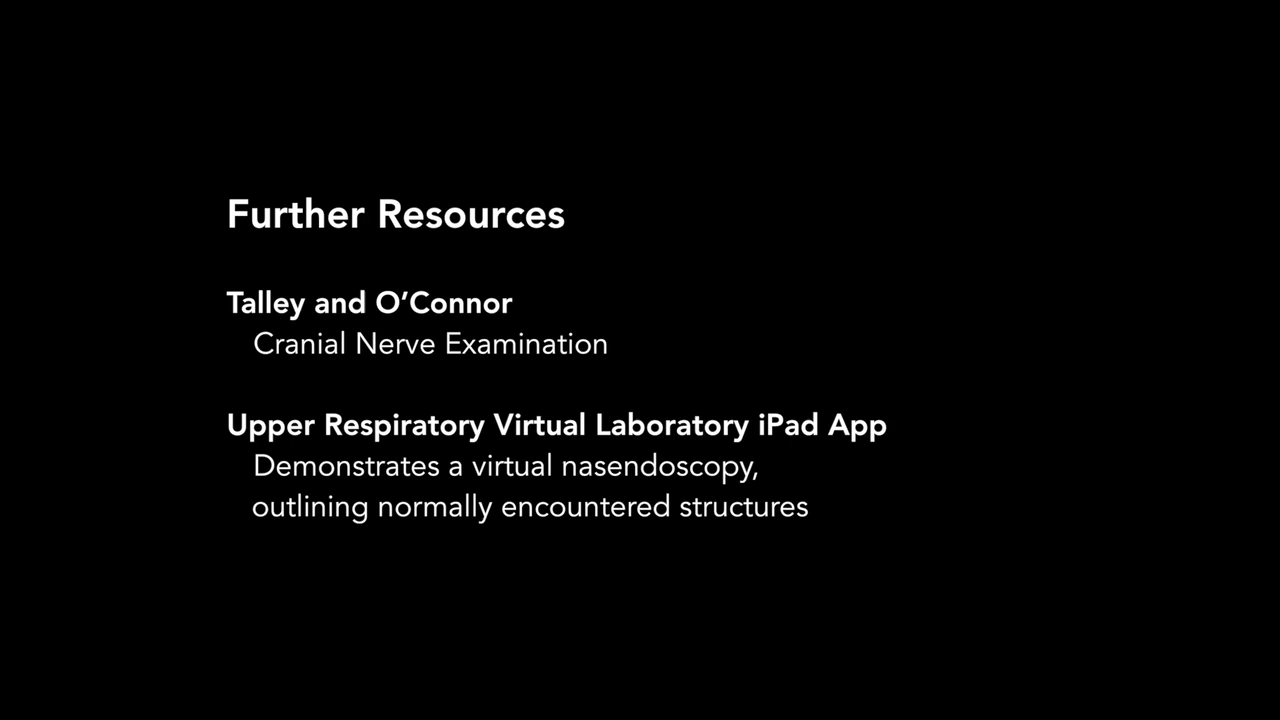 Further Resources
Talley and O’Connor
Cranial Nerve Examination
Upper Respiratory Virtual Laboratory iPad App
Demonstrates a virtual nasendoscopy,
outlining normally encountered structures